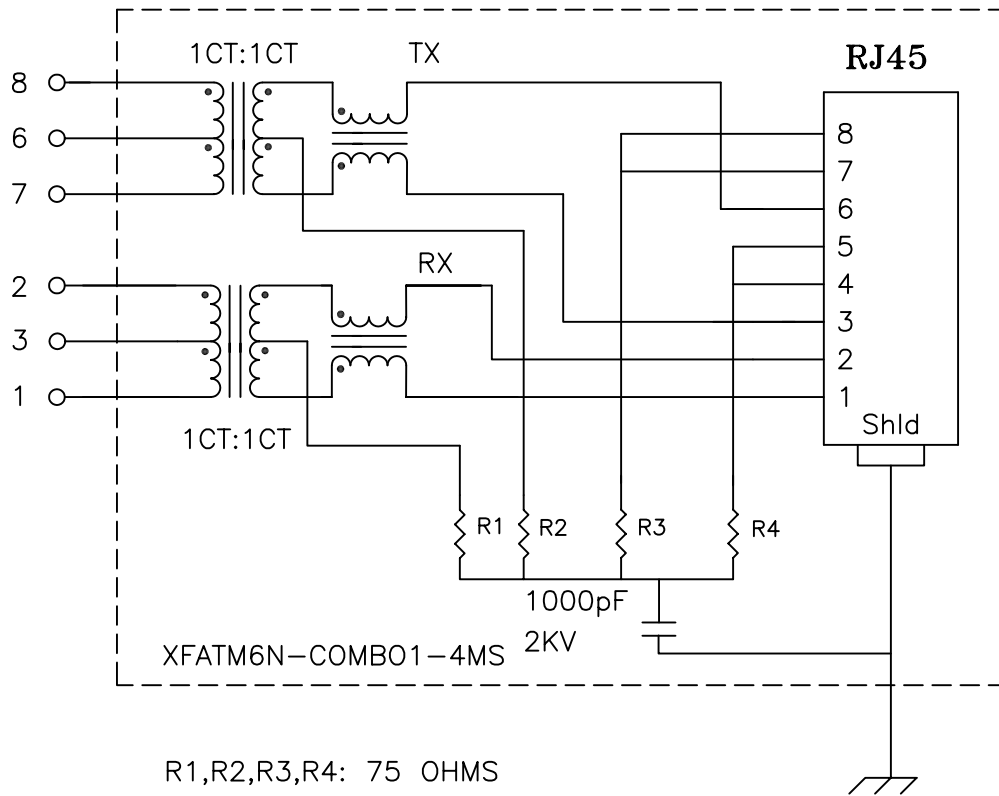 1CT:1CT
TX
RJ45
8
6
7
8
7
6
5
4
3
2
1
Shld
RX
2
3
1
1CT:1CT
R1
R2
R3
R4
1000pF
2KV
XFATM6N-COMBO1-4MS
R1,R2,R3,R4: 75 OHMS